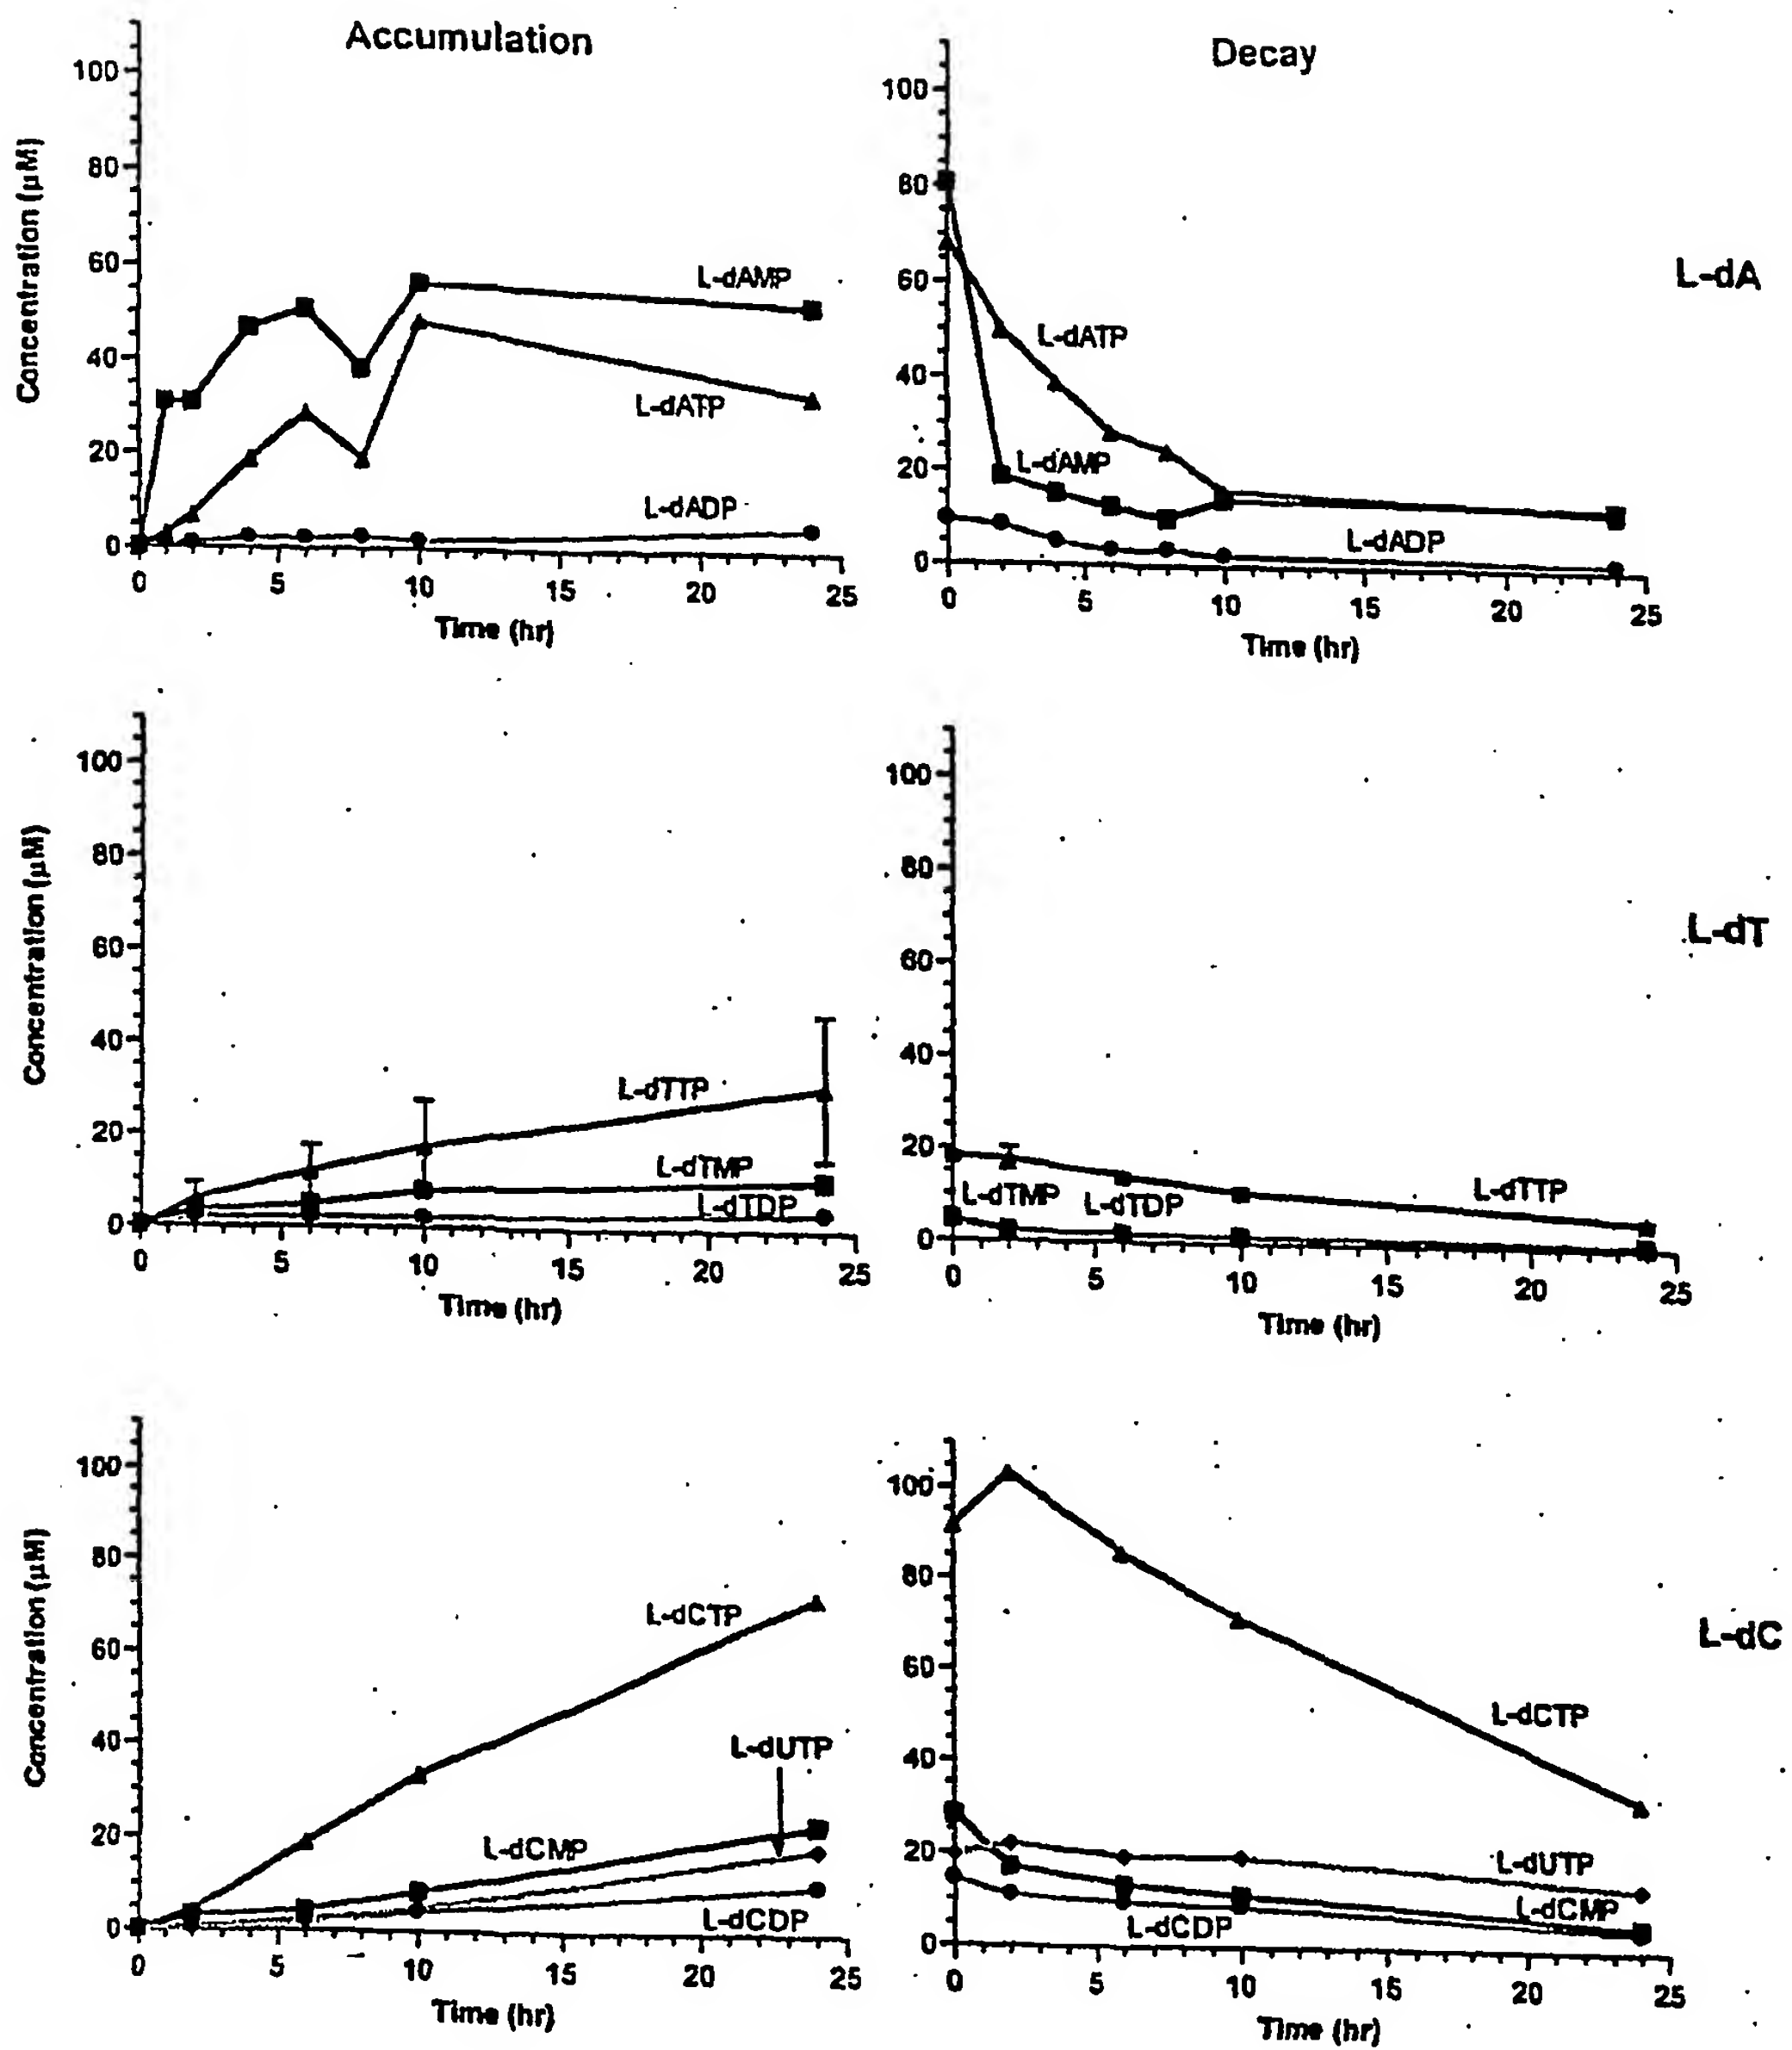 Accumulation
Decay
Concentration (µM)
100
80
60
40
20
0
L-dAMP
L-dATP
L-dADP
0 5 10 15 20 25
Time (hr)
100
80
60
40
20
0
L-dATP
L-dAMP
L-dADP
0 5 10 15 20 25
Time (hr)
L-dA
Concentration (µM)
100
80
60
40
20
0
L-dTTP
L-dTMP
L-dTDP
0 5 10 15 20 25
Time (hr)
100
80
60
40
20
0
L-dTMP L-dTDP
L-dTTP
0 5 10 15 20 25
Time (hr)
L-dT
Concentration (µM)
100
80
60
40
20
0
L-dCTP
L-dUTP
L-dCMP
L-dCDP
0 5 10 15 20 25
Time (hr)
100
80
60
40
20
0
L-dCTP
L-dUTP
L-dCMP
L-dCDP
0 5 10 15 20 25
Time (hr)
L-dC